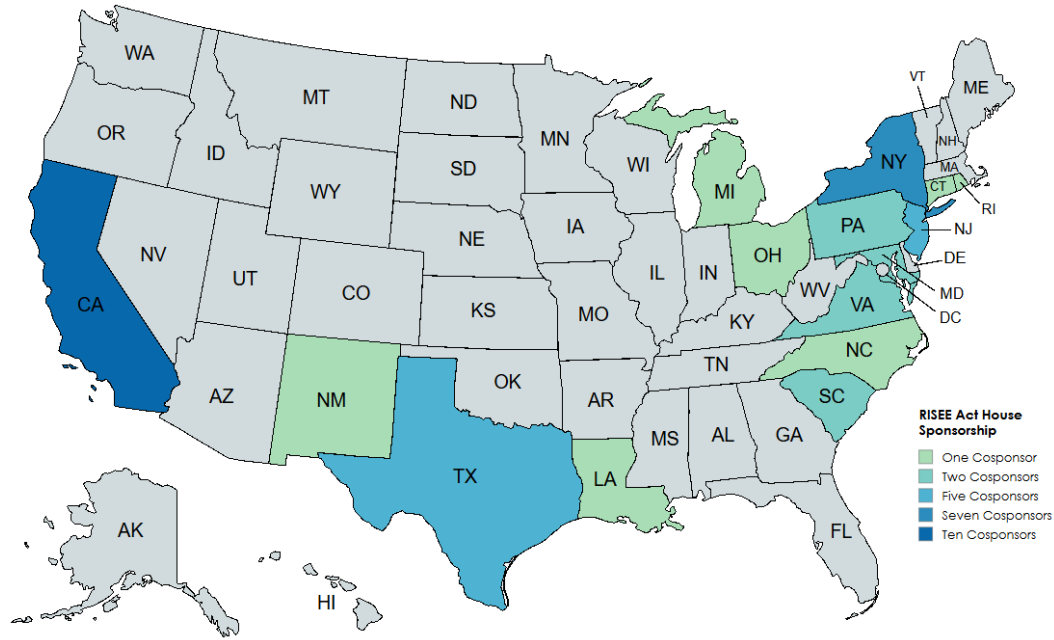 WA
MT
ND
MN
VT
ME
OR
ID
SD
WI
NY
NH
MA
WY
MI
CT
RI
NE
IA
PA
NJ
NV
UT
CO
IL
IN
OH
DE
CA
KS
MO
WV
VA
MD
DC
KY
NC
AZ
NM
OK
AR
TN
SC
MS
AL
GA
TX
LA
FL
AK
HI
RISEE Act House
Sponsorship
One Cosponsor
Two Cosponsors
Five Cosponsors
Seven Cosponsors
Ten Cosponsors